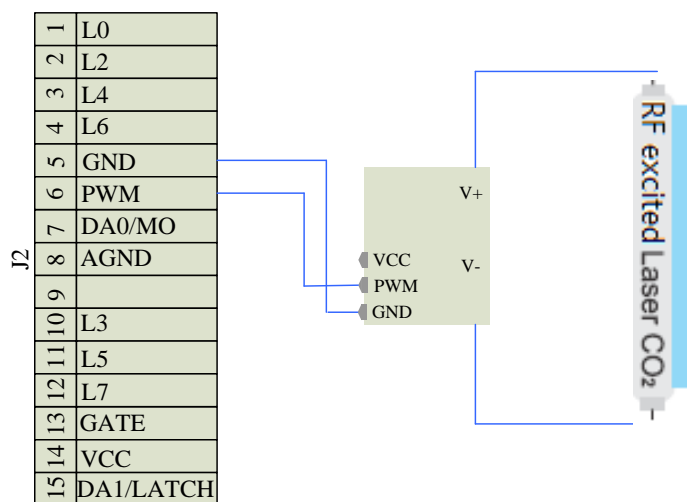 J2
1 L0
2 L2
3 L4
4 L6
5 GND
6 PWM
7 DA0/MO
8 AGND
9
10 L3
11 L5
12 L7
13 GATE
14 VCC
15 DA1/LATCH
V+
V-
VCC
PWM
GND
RF excited Laser CO₂